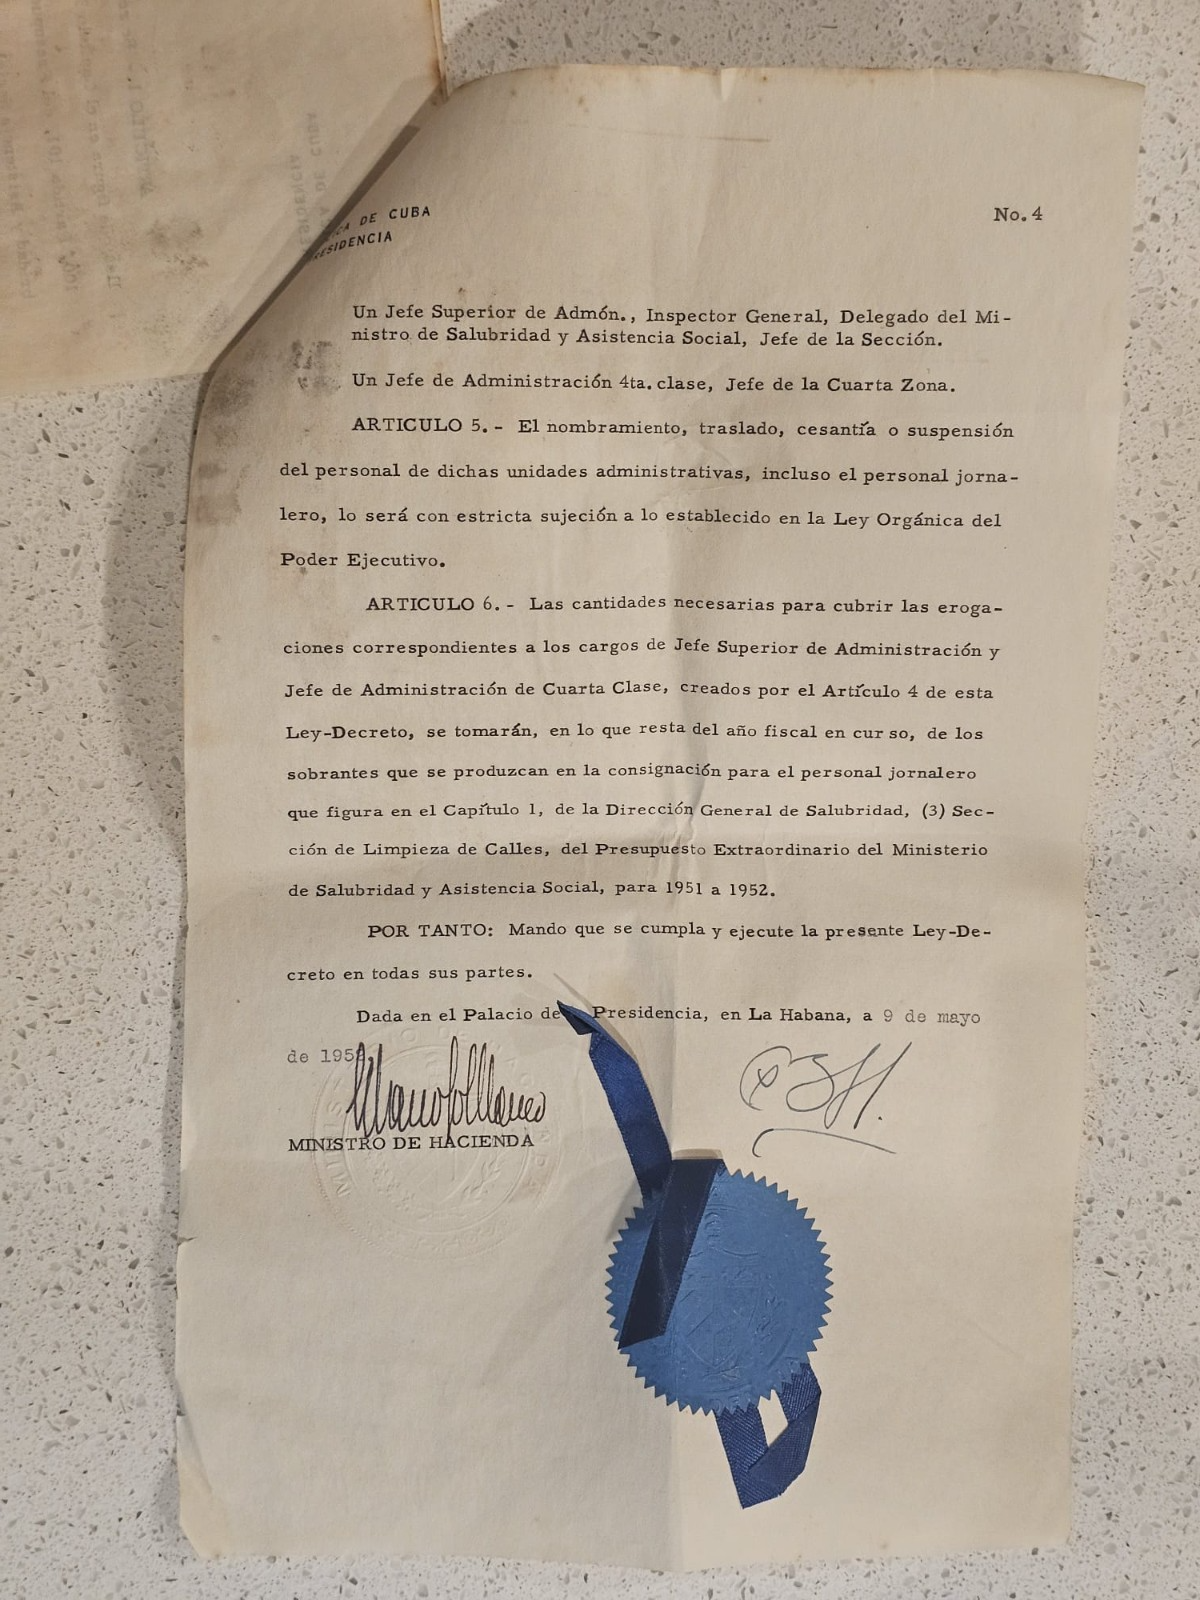 DE CUBA
No. 4
Un Jefe Superior de Admón., Inspector General, Delegado del Mi-
nistro de Salubridad y Asistencia Social, Jefe de la Sección.
Un Jefe de Administración 4ta. clase, Jefe de la Cuarta Zona.
ARTICULO 5. - El nombramiento, traslado, cesantía o suspensión
del personal de dichas unidades administrativas, incluso el personal jorna-
lero, lo será con estricta sujeción a lo establecido en la Ley Orgánica del
Poder Ejecutivo.
ARTICULO 6. - Las cantidades necesarias para cubrir las eroga-
ciones correspondientes a los cargos de Jefe Superior de Administración y
Jefe de Administración de Cuarta Clase, creados por el Artículo 4 de esta
Ley-Decreto, se tomarán, en lo que resta del año fiscal en cur so, de los
sobrantes que se produzcan en la consignación para el personal jornalero
que figura en el Capítulo 1, de la Dirección General de Salubridad, (3) Sec-
ción de Limpieza de Calles, del Presupuesto Extraordinario del Ministerio
de Salubridad y Asistencia Social, para 1951 a 1952.
POR TANTO: Mando que se cumpla y ejecute la presente Ley-De-
creto en todas sus partes.
Dada en el Palacio de Presidencia, en La Habana, a 9 de mayo
de 195
MINISTRO DE HACIENDA